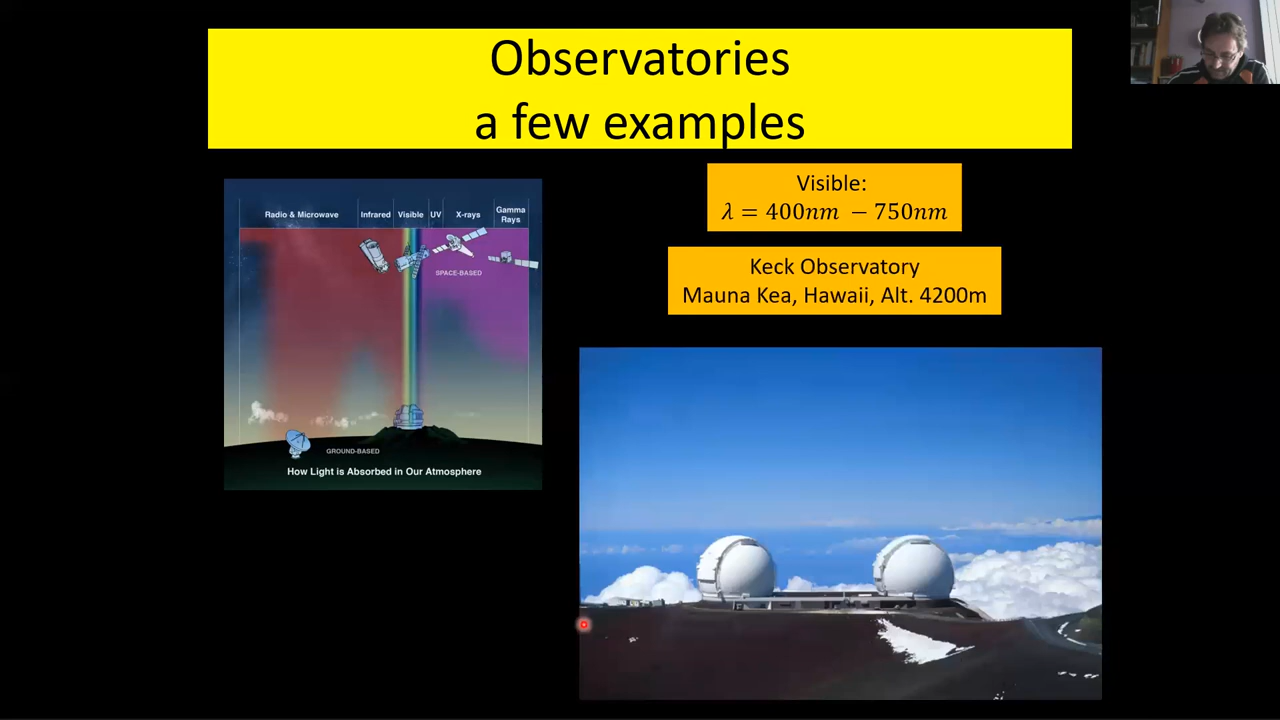 Observatories
a few examples
Visible:
λ = 400nm − 750nm
Keck Observatory
Mauna Kea, Hawaii, Alt. 4200m
Radio & Microwave
Infrared
Visible
UV
X-rays
Gamma
Rays
SPACE-BASED
GROUND-BASED
How Light is Absorbed in Our Atmosphere